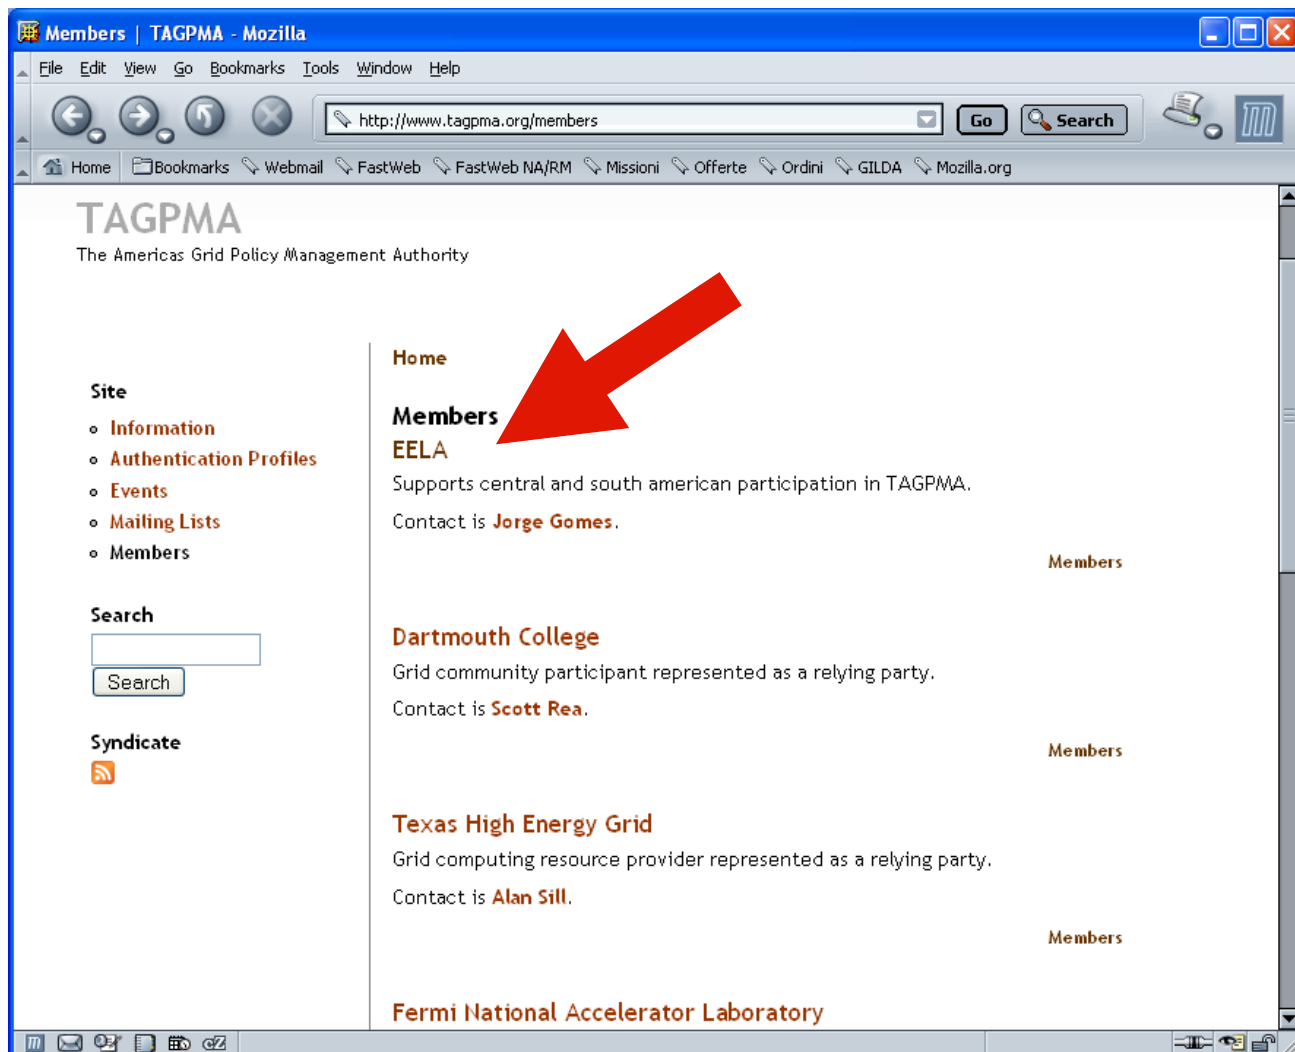 Members | TAGPMA - Mozilla
File Edit View Go Bookmarks Tools Window Help
http://www.tagpma.org/members Go Search
Home Bookmarks Webmail FastWeb FastWeb NA/RM Missioni Offerte Ordini GILDA Mozilla.org
TAGPMA
The Americas Grid Policy Management Authority
Site
Information
Authentication Profiles
Events
Mailing Lists
Members
Search
Search
Syndicate
Home
Members
EELA
Supports central and south american participation in TAGPMA.
Contact is Jorge Gomes.
Members
Dartmouth College
Grid community participant represented as a relying party.
Contact is Scott Rea.
Members
Texas High Energy Grid
Grid computing resource provider represented as a relying party.
Contact is Alan Sill.
Members
Fermi National Accelerator Laboratory